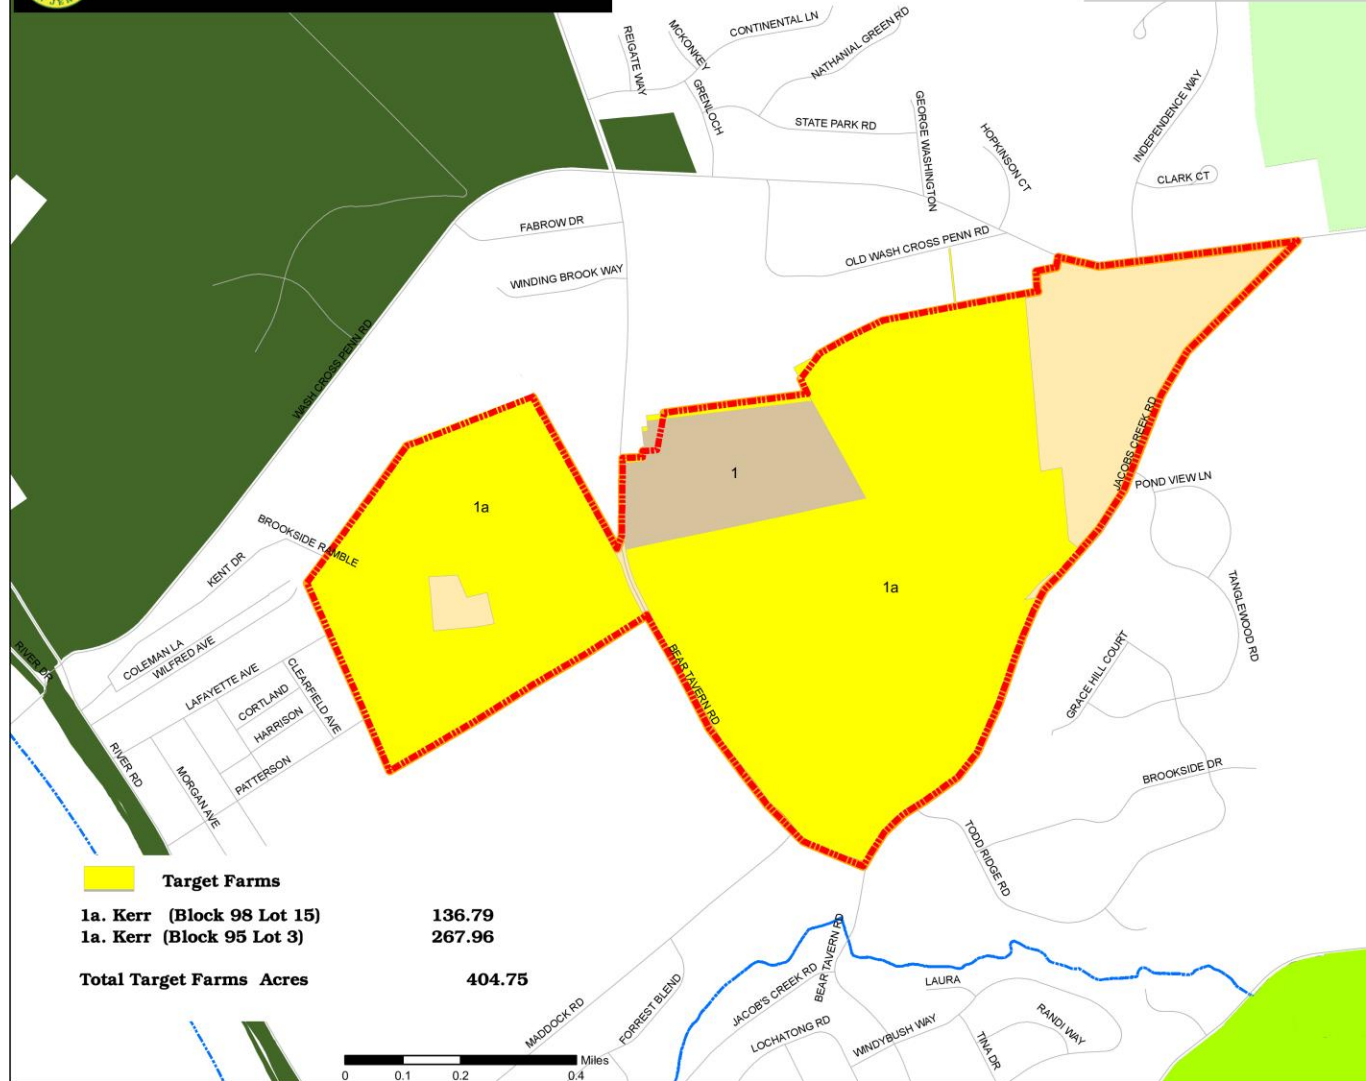 JER
CONTINENTAL LN
REIGATE WAY
MCKONKEY
NATHANIAL GREEN RD
GRENLOCH
STATE PARK RD
GEORGE WASHINGTON
HOPKINSON CT
INDEPENDENCE WAY
CLARK CT
FABROW DR
OLD WASH CROSS PENN RD
WINDING BROOK WAY
WASH CROSS PENN RD
JACOBS CREEK RD
1
POND VIEW LN
1a
BROOKSIDE RAMBLE
KENT DR
1a
TANGLEWOOD RD
COLEMAN LA
WILFRED AVE
RIVER DR
LAFAYETTE AVE
CLEARFIELD AVE
CORTLAND
HARRISON
BEAR TAVERN RD
GRACE HILL COURT
RIVER RD
MORGAN AVE
PATTERSON
BROOKSIDE DR
TODD RIDGE RD
Target Farms
1a. Kerr (Block 98 Lot 15) 136.79
1a. Kerr (Block 95 Lot 3) 267.96
Total Target Farms Acres 404.75
BEAR TAVERN RD
JACOB'S CREEK RD
LAURA
MADDOCK RD
FORREST BLEND
LOCHATONG RD
WINDYBUSH WAY
TINA DR
RANDI WAY
Miles
0 0.1 0.2 0.4